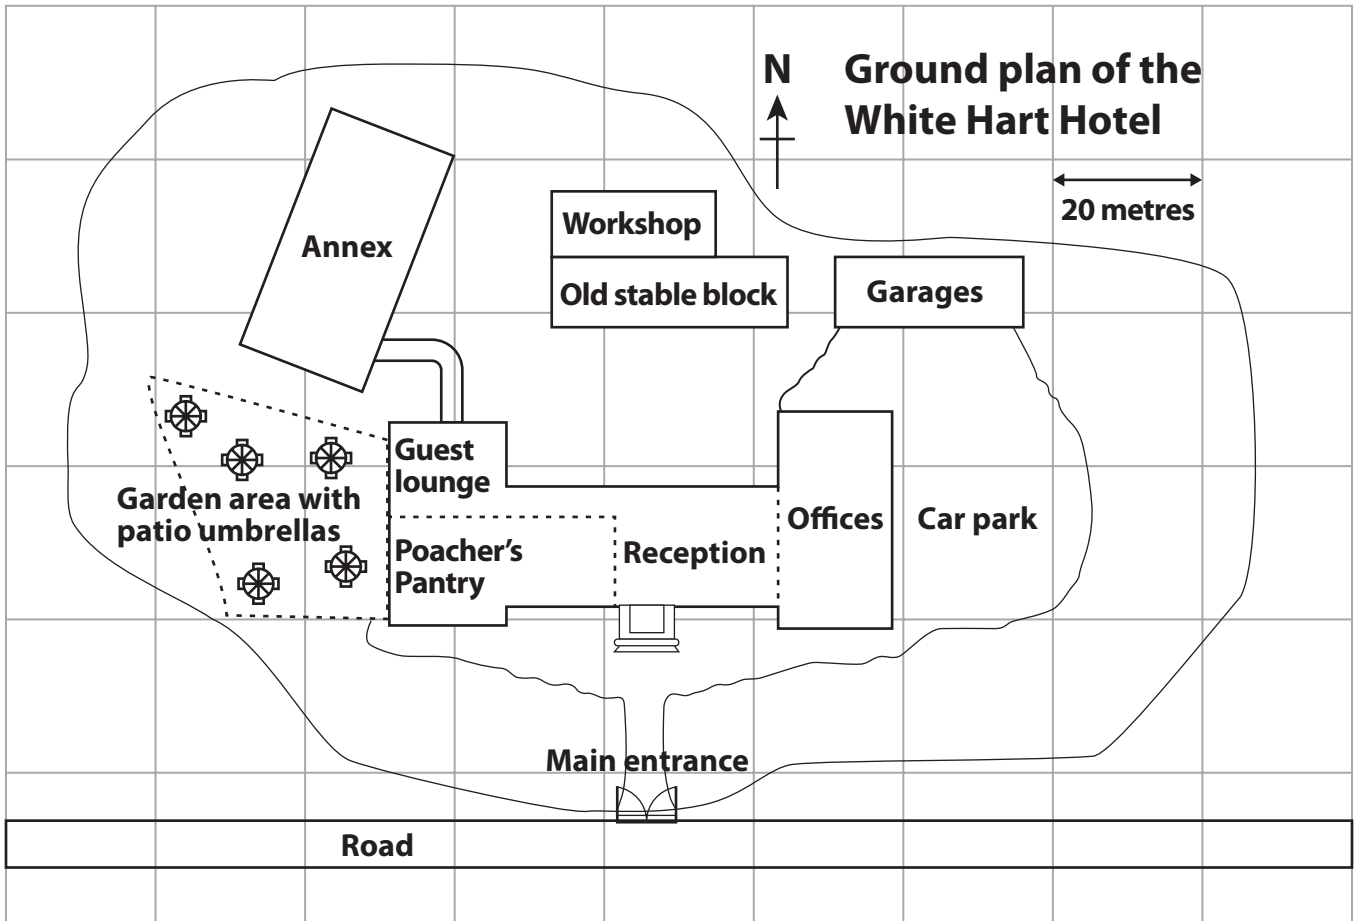 N
Ground plan of the
White Hart Hotel
20 metres
Workshop
Annex
Old stable block
Garages
Guest
lounge
Garden area with
patio umbrellas
Poacher’s
Pantry
Reception
Offices
Car park
Main entrance
Road